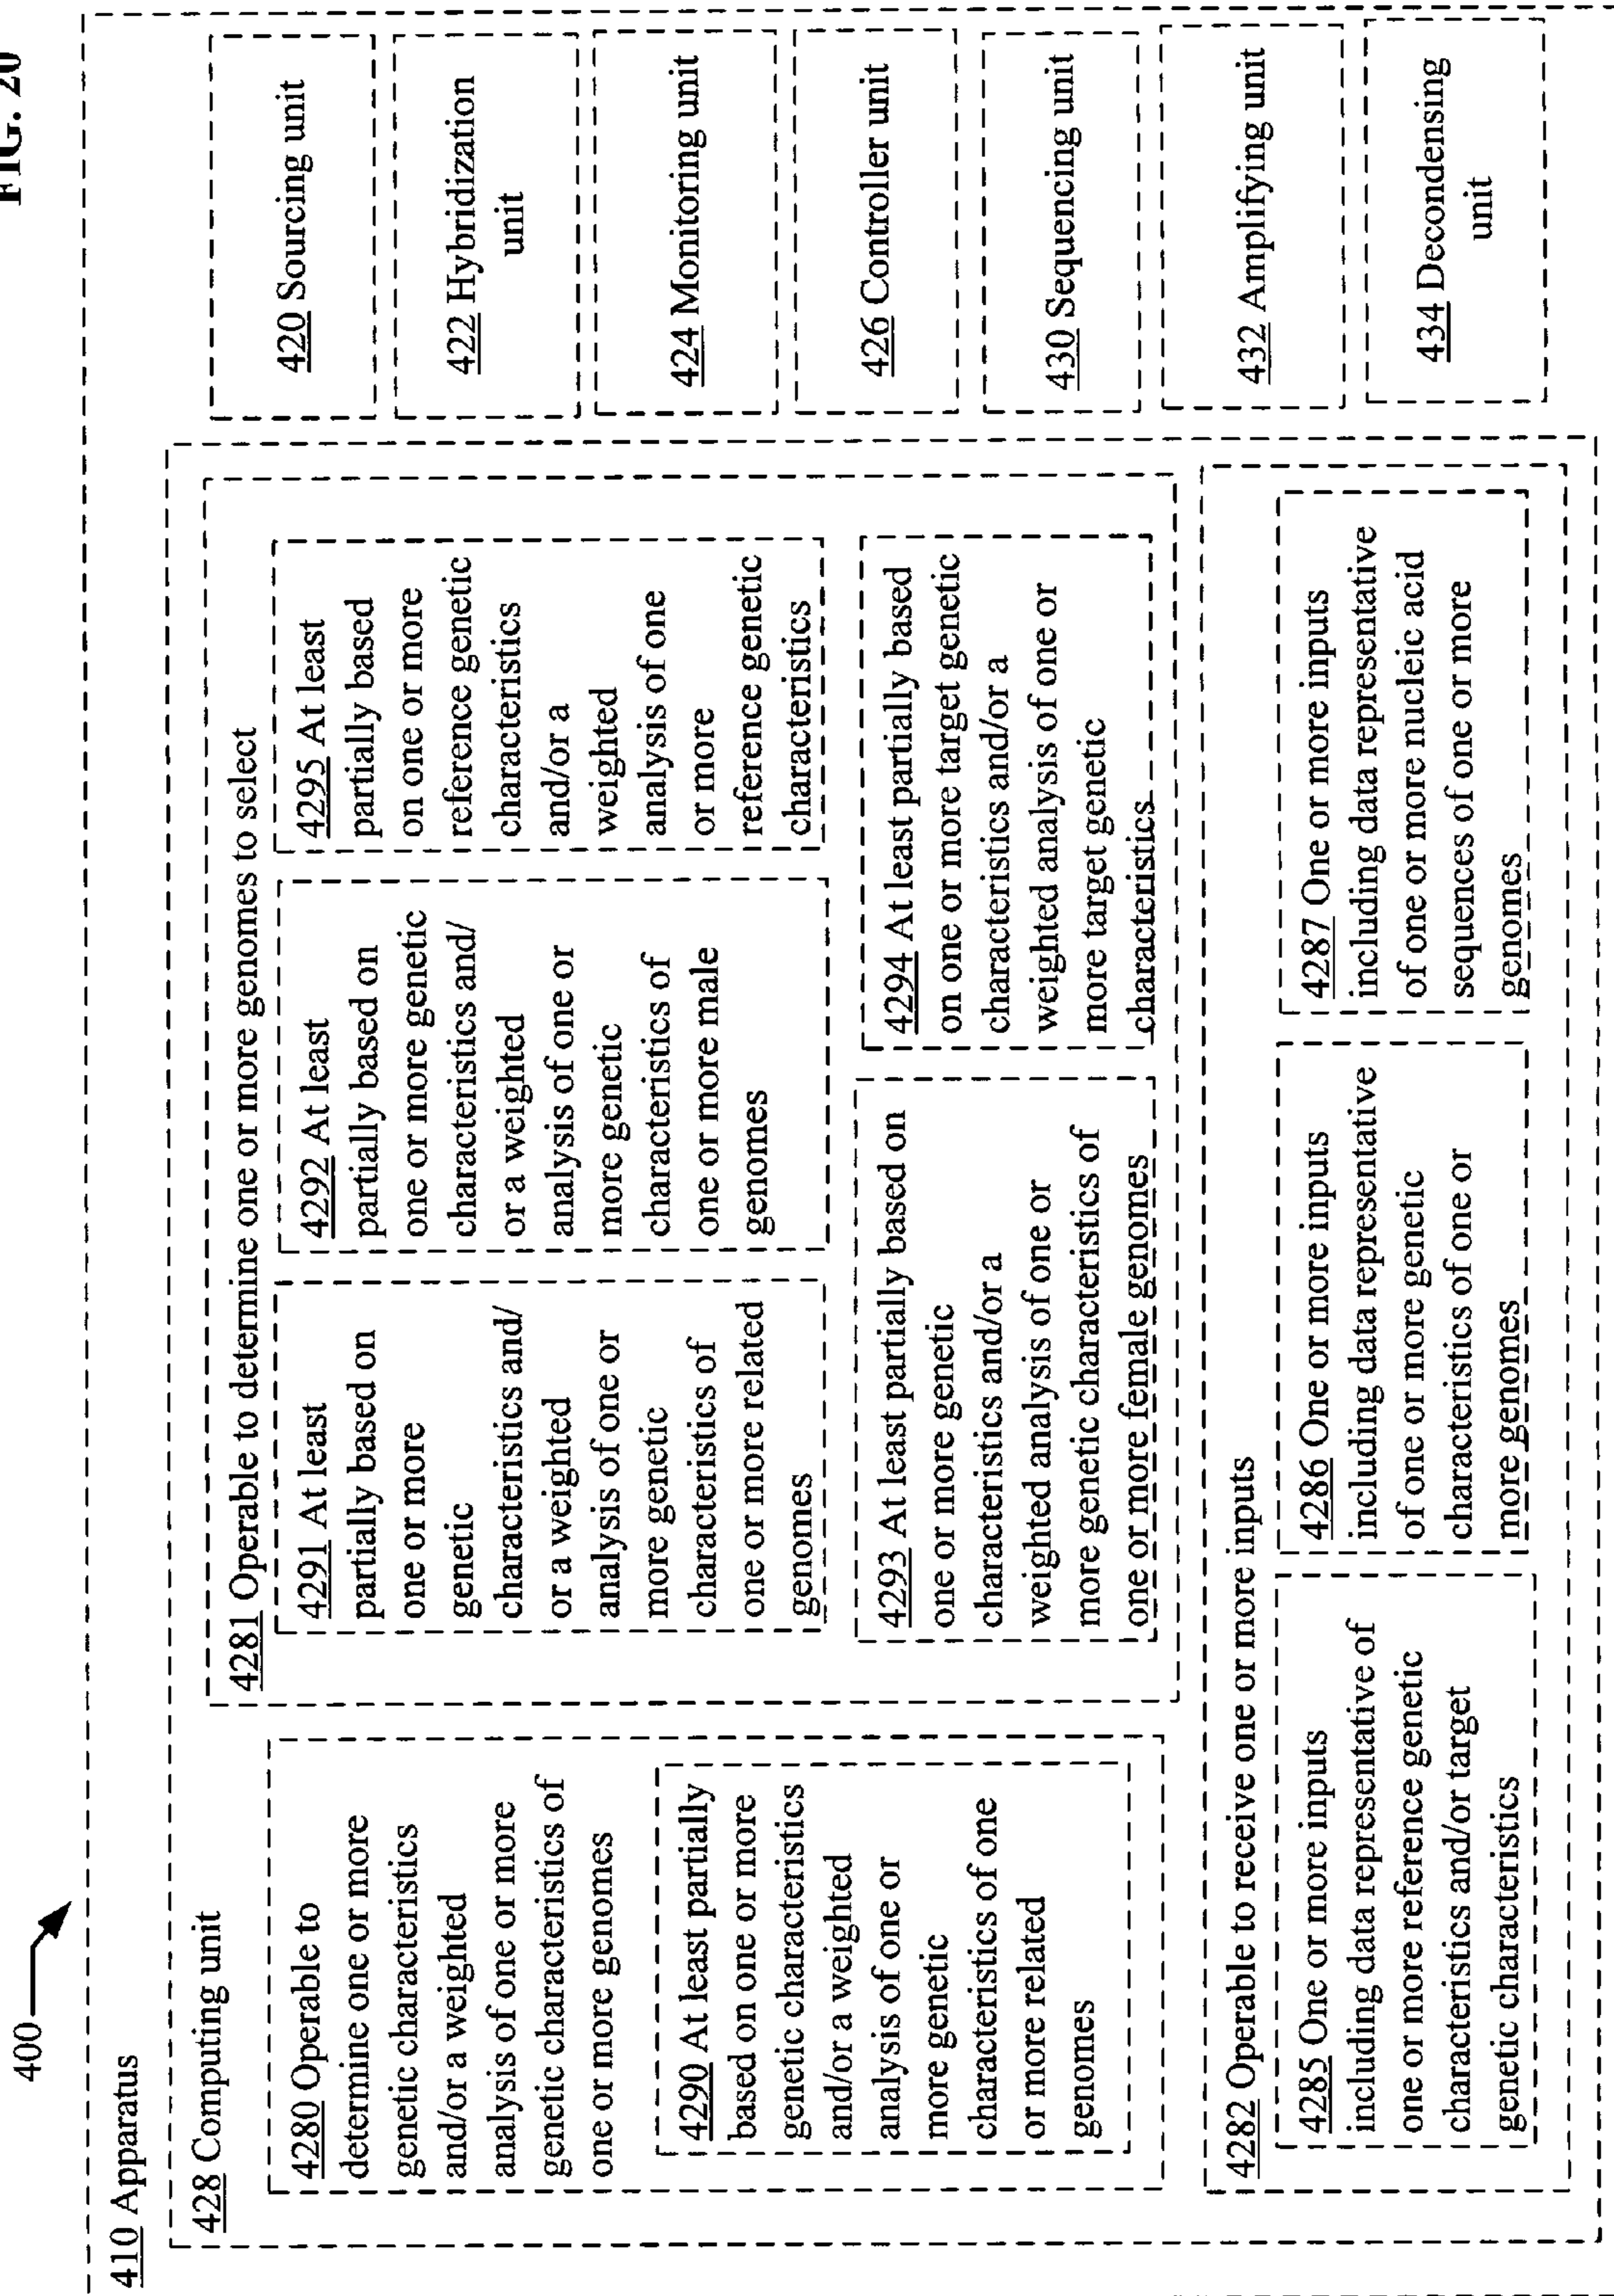 FIG. 20
400
410 Apparatus
428 Computing unit
4280 Operable to
determine one or more
genetic characteristics
and/or a weighted
analysis of one or more
genetic characteristics of
one or more genomes
4290 At least partially
based on one or more
genetic characteristics
and/or a weighted
analysis of one or
more genetic
characteristics of one
or more related
genomes
4281 Operable to determine one or more genomes to select
4291 At least
partially based on
one or more
genetic
characteristics and/
or a weighted
analysis of one or
more genetic
characteristics of
one or more related
genomes
4292 At least
partially based on
one or more genetic
characteristics and/
or a weighted
analysis of one or
more genetic
characteristics of
one or more male
genomes
4295 At least
partially based
on one or more
reference genetic
characteristics
and/or a
weighted
analysis of one
or more
reference genetic
characteristics
4293 At least partially based on
one or more genetic
characteristics and/or a
weighted analysis of one or
more genetic characteristics of
one or more female genomes
4294 At least partially based
on one or more target genetic
characteristics and/or a
weighted analysis of one or
more target genetic
characteristics
4282 Operable to receive one or more inputs
4285 One or more inputs
including data representative of
one or more reference genetic
characteristics and/or target
genetic characteristics
4286 One or more inputs
including data representative
of one or more genetic
characteristics of one or
more genomes
4287 One or more inputs
including data representative
of one or more nucleic acid
sequences of one or more
genomes
420 Sourcing unit
422 Hybridization
unit
424 Monitoring unit
426 Controller unit
430 Sequencing unit
432 Amplifying unit
434 Decondensing
unit